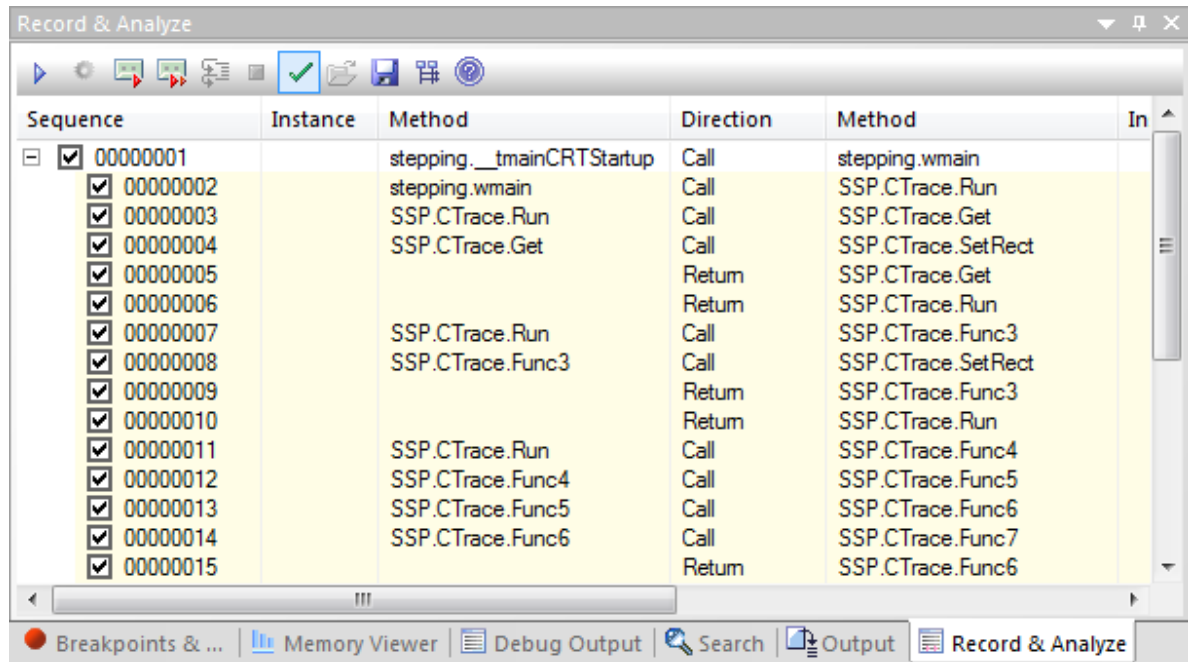 Record & Analyze
Sequence Instance Method Direction Method In
00000001 stepping.__tmainCRTStartup Call stepping.wmain
00000002 stepping.wmain Call SSP.CTrace.Run
00000003 SSP.CTrace.Run Call SSP.CTrace.Get
00000004 SSP.CTrace.Get Call SSP.CTrace.SetRect
00000005 Return SSP.CTrace.Get
00000006 Return SSP.CTrace.Run
00000007 SSP.CTrace.Run Call SSP.CTrace.Func3
00000008 SSP.CTrace.Func3 Call SSP.CTrace.SetRect
00000009 Return SSP.CTrace.Func3
00000010 Return SSP.CTrace.Run
00000011 SSP.CTrace.Run Call SSP.CTrace.Func4
00000012 SSP.CTrace.Func4 Call SSP.CTrace.Func5
00000013 SSP.CTrace.Func5 Call SSP.CTrace.Func6
00000014 SSP.CTrace.Func6 Call SSP.CTrace.Func7
00000015 Return SSP.CTrace.Func6
Breakpoints & ... Memory Viewer Debug Output Search Output Record & Analyze